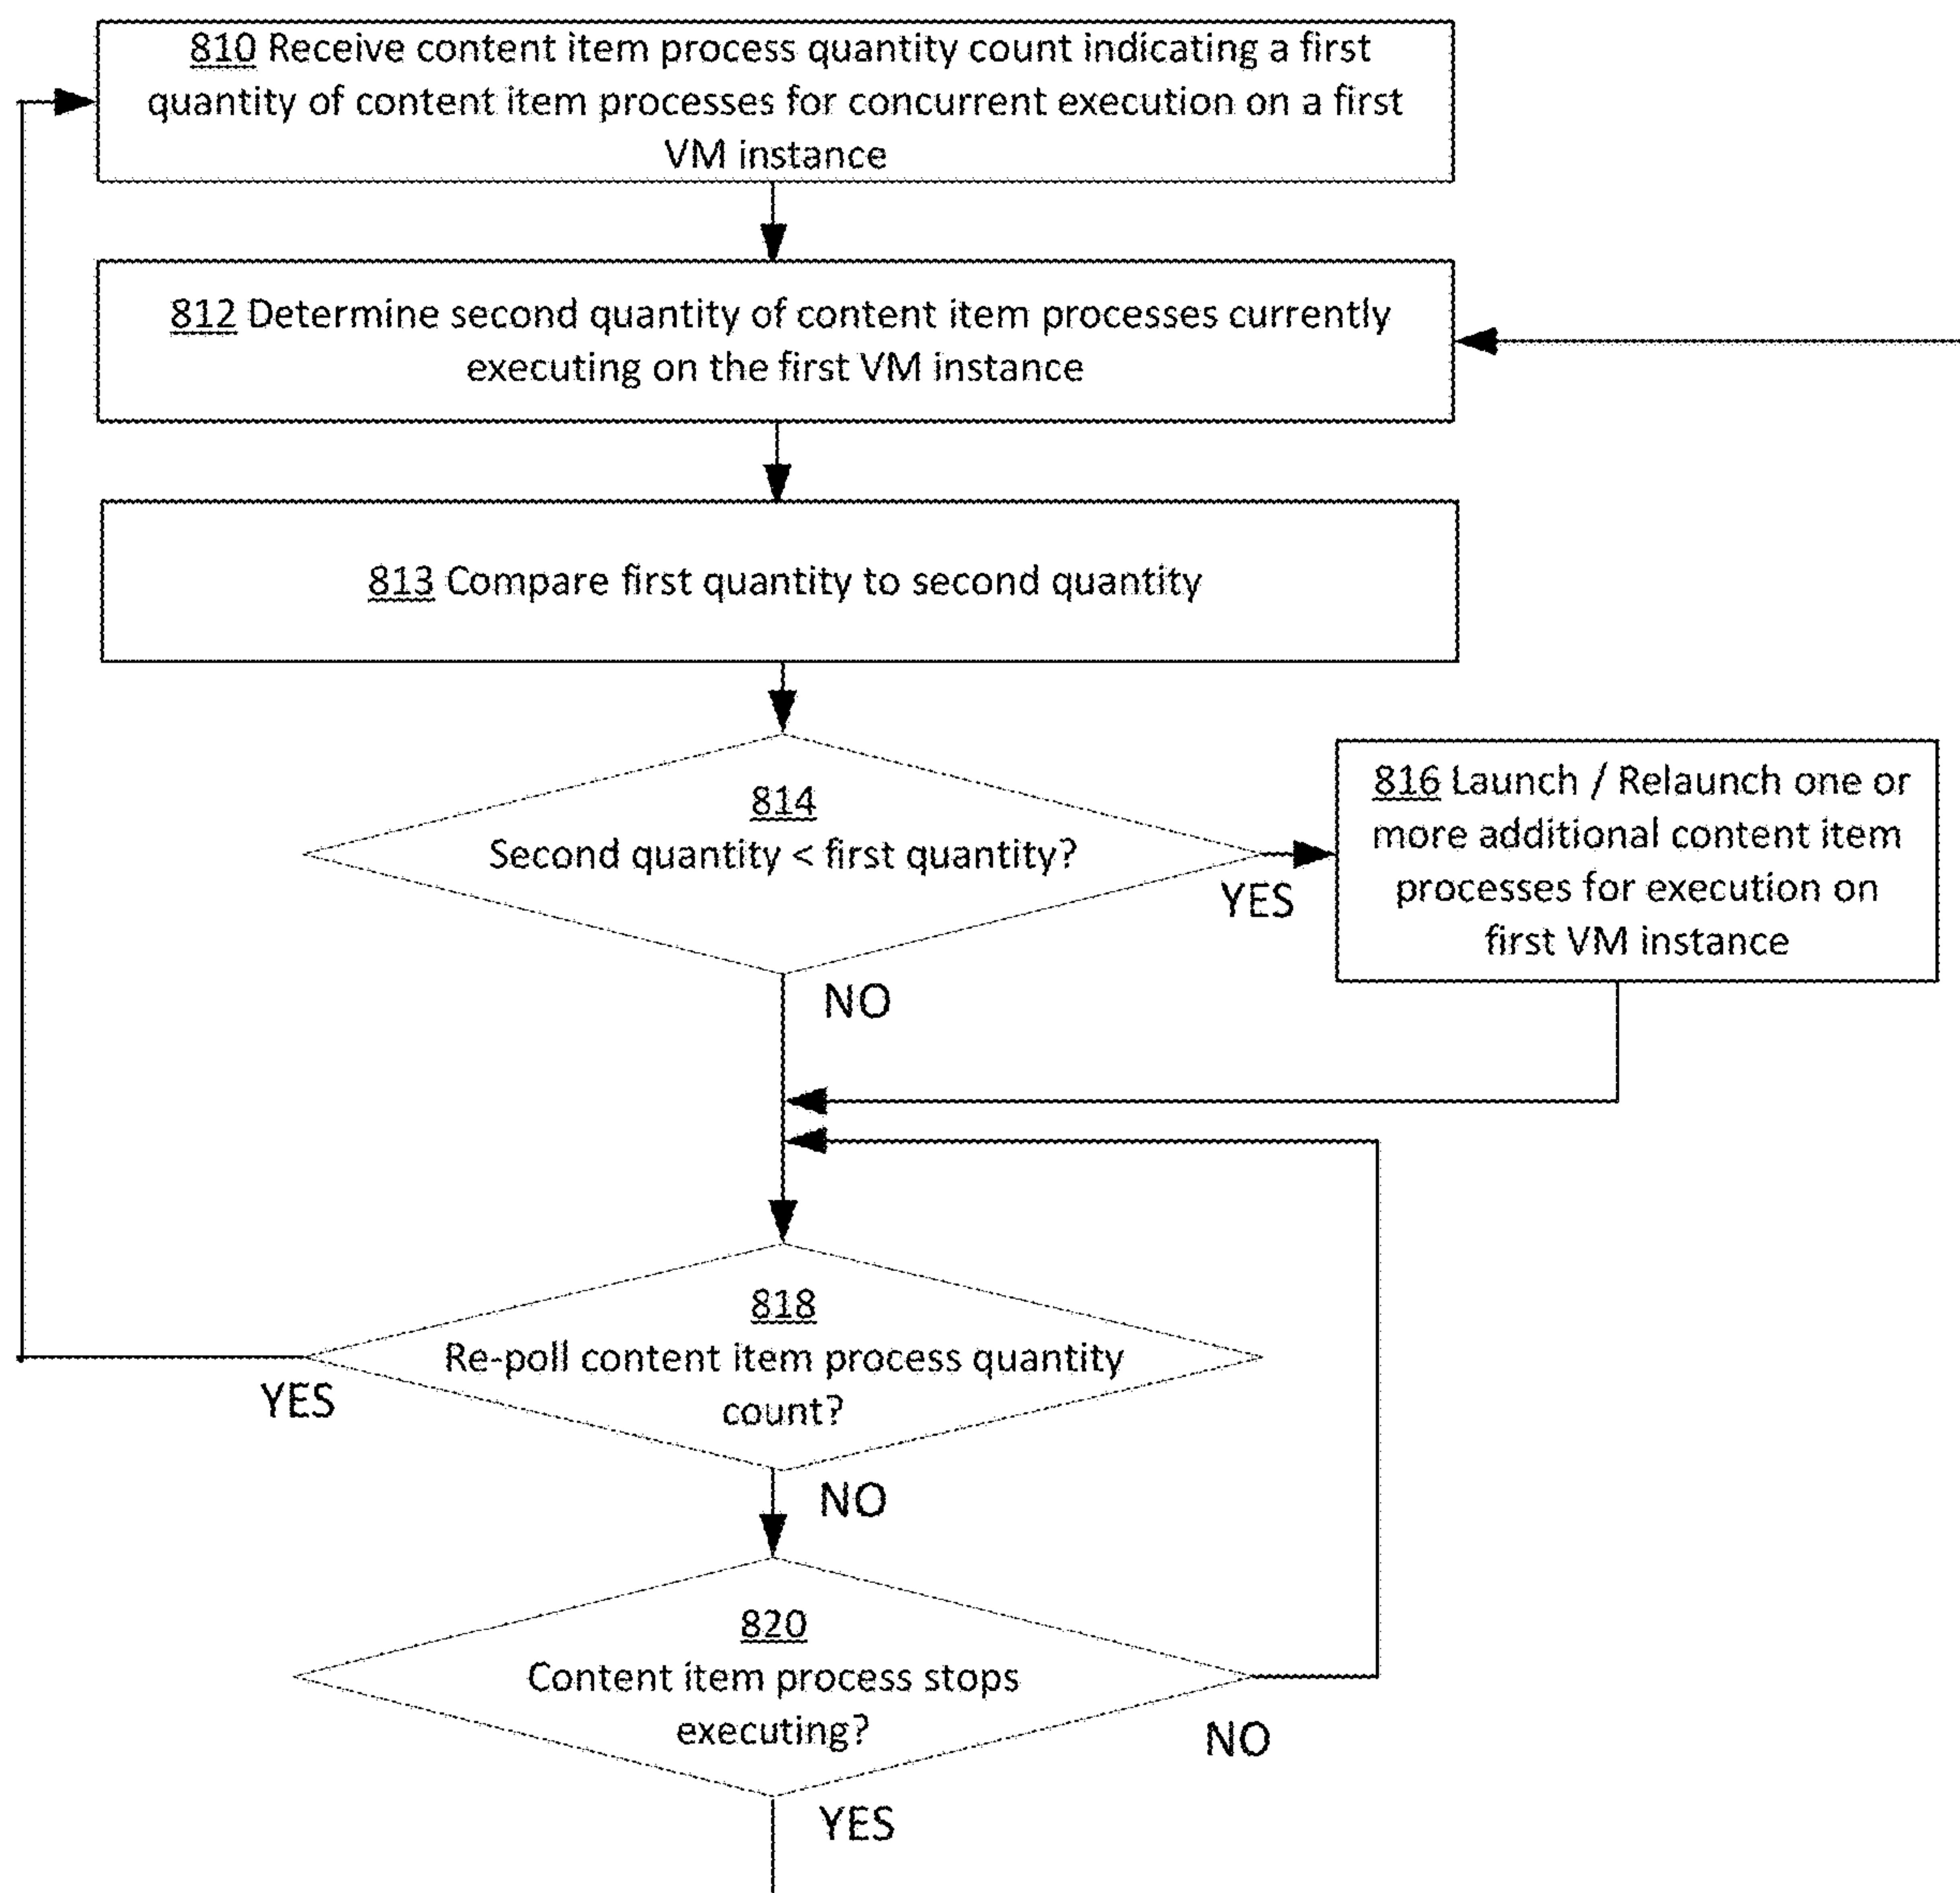 810 Receive content item process quantity count indicating a first
quantity of content item processes for concurrent execution on a first
VM instance
812 Determine second quantity of content item processes currently
executing on the first VM instance
813 Compare first quantity to second quantity
814
Second quantity < first quantity?
YES
816 Launch / Relaunch one or
more additional content item
processes for execution on
first VM instance
NO
818
Re-poll content item process quantity
count?
YES
NO
820
Content item process stops
executing?
NO
YES